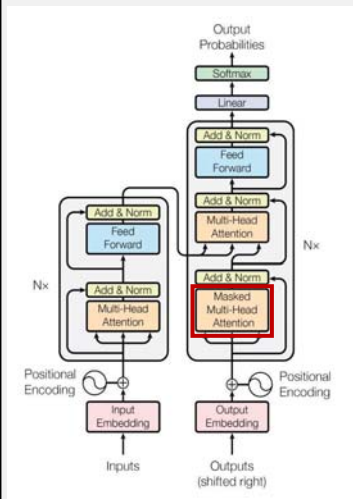 Output
Probabilities
Softmax
Linear
Add & Norm
Feed
Forward
Add & Norm
Multi-Head
Attention
Nx
Add & Norm
Masked
Multi-Head
Attention
Add & Norm
Feed
Forward
Nx
Add & Norm
Multi-Head
Attention
Positional
Encoding
Positional
Encoding
Input
Embedding
Output
Embedding
Inputs
Outputs
(shifted right)